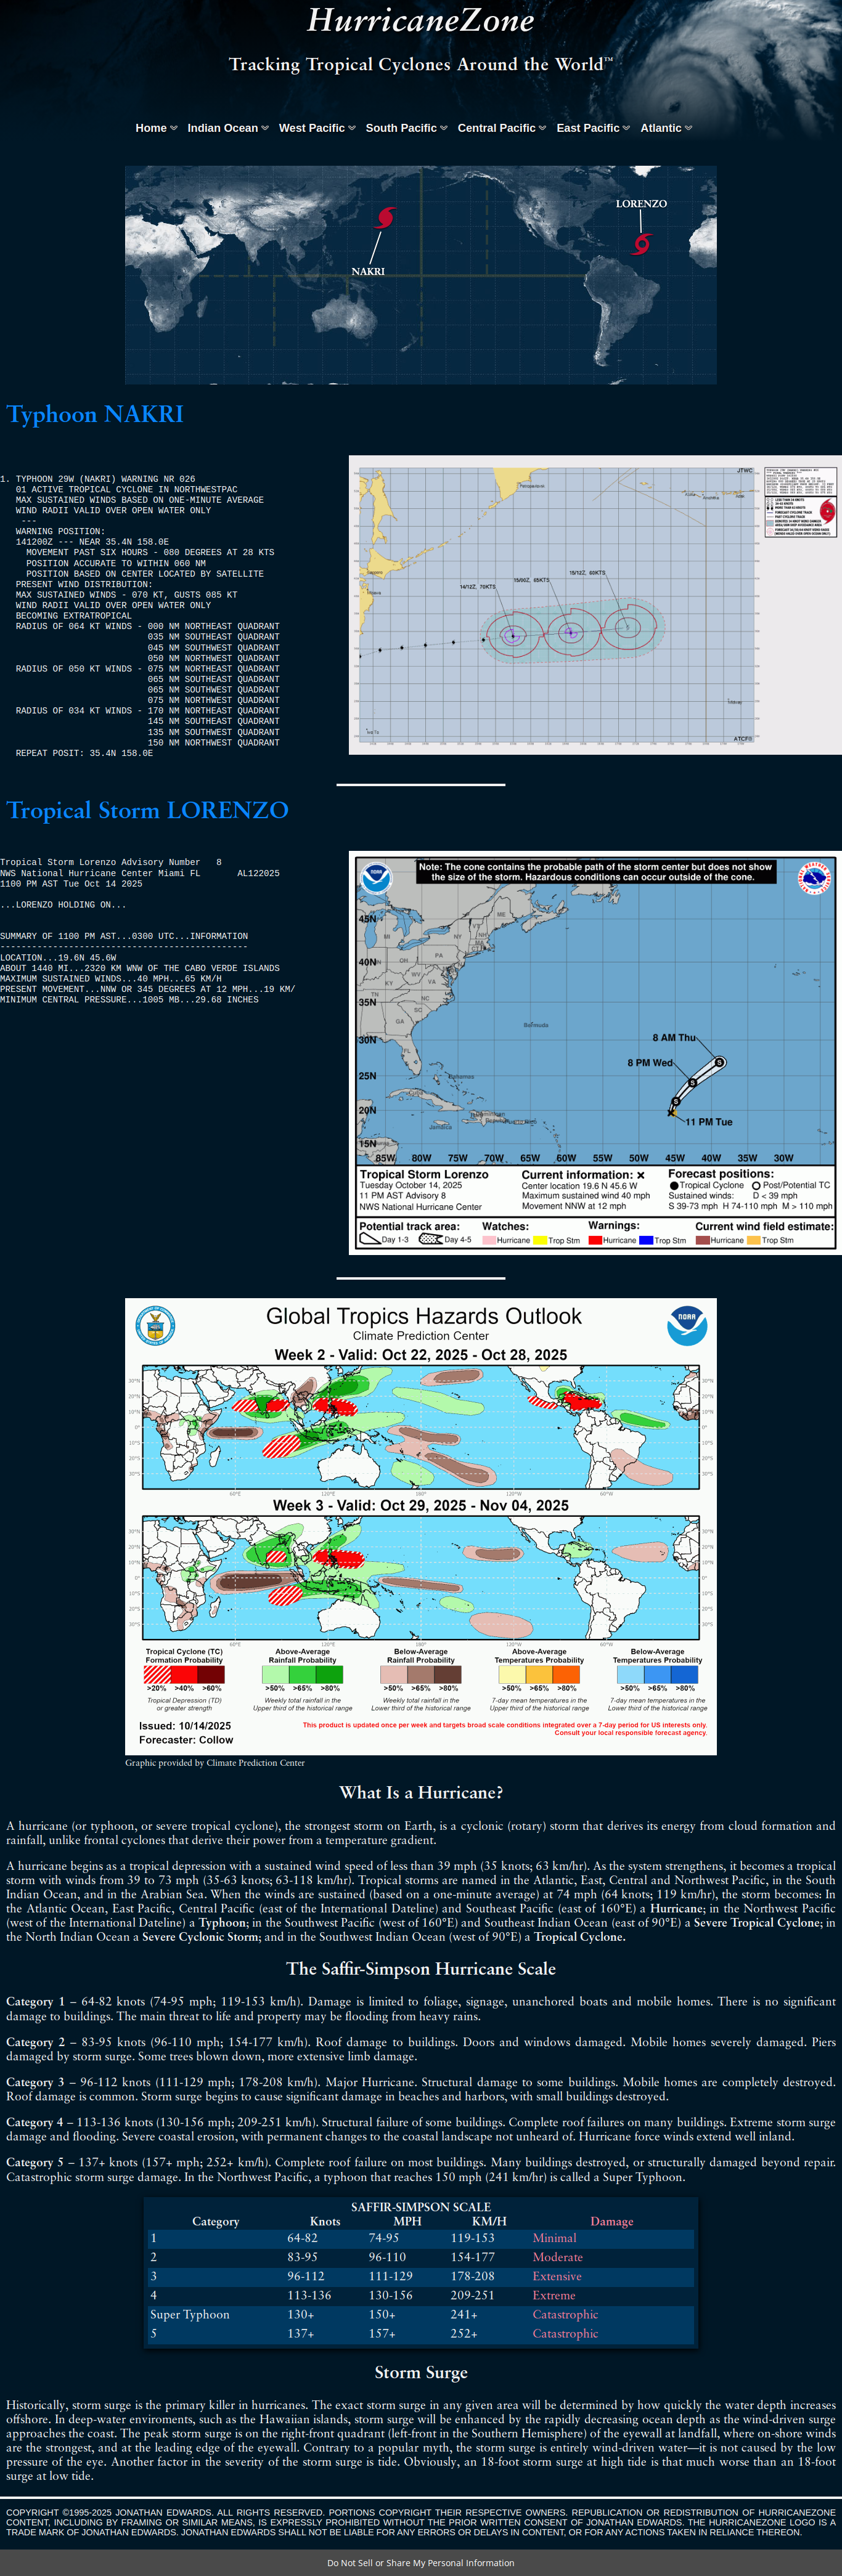 HurricaneZone
Tracking Tropical Cyclones Around the World™
Home Indian Ocean West Pacific South Pacific Central Pacific East Pacific Atlantic
LORENZO
NAKRI
Typhoon NAKRI
1. TYPHOON 29W (NAKRI) WARNING NR 026
01 ACTIVE TROPICAL CYCLONE IN NORTHWESTPAC
MAX SUSTAINED WINDS BASED ON ONE-MINUTE AVERAGE
WIND RADII VALID OVER OPEN WATER ONLY
---
WARNING POSITION:
141200Z --- NEAR 35.4N 158.0E
MOVEMENT PAST SIX HOURS - 080 DEGREES AT 28 KTS
POSITION ACCURATE TO WITHIN 060 NM
POSITION BASED ON CENTER LOCATED BY SATELLITE
PRESENT WIND DISTRIBUTION:
MAX SUSTAINED WINDS - 070 KT, GUSTS 085 KT
WIND RADII VALID OVER OPEN WATER ONLY
BECOMING EXTRATROPICAL
RADIUS OF 064 KT WINDS - 000 NM NORTHEAST QUADRANT
035 NM SOUTHEAST QUADRANT
045 NM SOUTHWEST QUADRANT
050 NM NORTHWEST QUADRANT
RADIUS OF 050 KT WINDS - 075 NM NORTHEAST QUADRANT
065 NM SOUTHEAST QUADRANT
065 NM SOUTHWEST QUADRANT
075 NM NORTHWEST QUADRANT
RADIUS OF 034 KT WINDS - 170 NM NORTHEAST QUADRANT
145 NM SOUTHEAST QUADRANT
135 NM SOUTHWEST QUADRANT
150 NM NORTHWEST QUADRANT
REPEAT POSIT: 35.4N 158.0E
JTWC
14/12Z, 70KTS
15/00Z, 65KTS
15/12Z, 60KTS
ATCF®
Tropical Storm LORENZO
Tropical Storm Lorenzo Advisory Number 8
NWS National Hurricane Center Miami FL AL122025
1100 PM AST Tue Oct 14 2025
...LORENZO HOLDING ON...
SUMMARY OF 1100 PM AST...0300 UTC...INFORMATION
-----------------------------------------------
LOCATION...19.6N 45.6W
ABOUT 1440 MI...2320 KM WNW OF THE CABO VERDE ISLANDS
MAXIMUM SUSTAINED WINDS...40 MPH...65 KM/H
PRESENT MOVEMENT...NNW OR 345 DEGREES AT 12 MPH...19 KM/
MINIMUM CENTRAL PRESSURE...1005 MB...29.68 INCHES
Note: The cone contains the probable path of the storm center but does not show
the size of the storm. Hazardous conditions can occur outside of the cone.
45N
40N
35N
30N
25N
20N
15N
ME
MI
NY
NH
PA
OH
IN
WV
KY
VA
TN
NC
SC
GA
FL
Bermuda
Bahamas
Jamaica
8 AM Thu
8 PM Wed
11 PM Tue
85W 80W 75W 70W 65W 60W 55W 50W 45W 40W 35W 30W
Tropical Storm Lorenzo
Tuesday October 14, 2025
11 PM AST Advisory 8
NWS National Hurricane Center
Current information: ×
Center location 19.6 N 45.6 W
Maximum sustained wind 40 mph
Movement NNW at 12 mph
Forecast positions:
Tropical Cyclone Post/Potential TC
Sustained winds: D < 39 mph
S 39-73 mph H 74-110 mph M > 110 mph
Potential track area: Watches: Warnings: Current wind field estimate:
Day 1-3 Day 4-5 Hurricane Trop Stm Hurricane Trop Stm Hurricane Trop Stm
Global Tropics Hazards Outlook
Climate Prediction Center
NOAA
Week 2 - Valid: Oct 22, 2025 - Oct 28, 2025
30°N
20°N
10°N
0°
10°S
20°S
30°S
60°E 120°E 180° 120°W 60°W
Week 3 - Valid: Oct 29, 2025 - Nov 04, 2025
30°N
20°N
10°N
0°
10°S
20°S
30°S
60°E 120°E 180° 120°W 60°W
Tropical Cyclone (TC)
Formation Probability
>20% >40% >60%
Tropical Depression (TD)
or greater strength
Above-Average
Rainfall Probability
>50% >65% >80%
Weekly total rainfall in the
Upper third of the historical range
Below-Average
Rainfall Probability
>50% >65% >80%
Weekly total rainfall in the
Lower third of the historical range
Above-Average
Temperatures Probability
>50% >65% >80%
7-day mean temperatures in the
Upper third of the historical range
Below-Average
Temperatures Probability
>50% >65% >80%
7-day mean temperatures in the
Lower third of the historical range
Issued: 10/14/2025
Forecaster: Collow
This product is updated once per week and targets broad scale conditions integrated over a 7-day period for US interests only.
Consult your local responsible forecast agency.
Graphic provided by Climate Prediction Center
What Is a Hurricane?
A hurricane (or typhoon, or severe tropical cyclone), the strongest storm on Earth, is a cyclonic (rotary) storm that derives its energy from cloud formation and
rainfall, unlike frontal cyclones that derive their power from a temperature gradient.
A hurricane begins as a tropical depression with a sustained wind speed of less than 39 mph (35 knots; 63 km/hr). As the system strengthens, it becomes a tropical
storm with winds from 39 to 73 mph (35-63 knots; 63-118 km/hr). Tropical storms are named in the Atlantic, East, Central and Northwest Pacific, in the South
Indian Ocean, and in the Arabian Sea. When the winds are sustained (based on a one-minute average) at 74 mph (64 knots; 119 km/hr), the storm becomes: In
the Atlantic Ocean, East Pacific, Central Pacific (east of the International Dateline) and Southeast Pacific (east of 160°E) a Hurricane; in the Northwest Pacific
(west of the International Dateline) a Typhoon; in the Southwest Pacific (west of 160°E) and Southeast Indian Ocean (east of 90°E) a Severe Tropical Cyclone; in
the North Indian Ocean a Severe Cyclonic Storm; and in the Southwest Indian Ocean (west of 90°E) a Tropical Cyclone.
The Saffir-Simpson Hurricane Scale
Category 1 – 64-82 knots (74-95 mph; 119-153 km/h). Damage is limited to foliage, signage, unanchored boats and mobile homes. There is no significant
damage to buildings. The main threat to life and property may be flooding from heavy rains.
Category 2 – 83-95 knots (96-110 mph; 154-177 km/h). Roof damage to buildings. Doors and windows damaged. Mobile homes severely damaged. Piers
damaged by storm surge. Some trees blown down, more extensive limb damage.
Category 3 – 96-112 knots (111-129 mph; 178-208 km/h). Major Hurricane. Structural damage to some buildings. Mobile homes are completely destroyed.
Roof damage is common. Storm surge begins to cause significant damage in beaches and harbors, with small buildings destroyed.
Category 4 – 113-136 knots (130-156 mph; 209-251 km/h). Structural failure of some buildings. Complete roof failures on many buildings. Extreme storm surge
damage and flooding. Severe coastal erosion, with permanent changes to the coastal landscape not unheard of. Hurricane force winds extend well inland.
Category 5 – 137+ knots (157+ mph; 252+ km/h). Complete roof failure on most buildings. Many buildings destroyed, or structurally damaged beyond repair.
Catastrophic storm surge damage. In the Northwest Pacific, a typhoon that reaches 150 mph (241 km/hr) is called a Super Typhoon.
SAFFIR-SIMPSON SCALE
Category Knots MPH KM/H Damage
1 64-82 74-95 119-153 Minimal
2 83-95 96-110 154-177 Moderate
3 96-112 111-129 178-208 Extensive
4 113-136 130-156 209-251 Extreme
Super Typhoon 130+ 150+ 241+ Catastrophic
5 137+ 157+ 252+ Catastrophic
Storm Surge
Historically, storm surge is the primary killer in hurricanes. The exact storm surge in any given area will be determined by how quickly the water depth increases
offshore. In deep-water enviroments, such as the Hawaiian islands, storm surge will be enhanced by the rapidly decreasing ocean depth as the wind-driven surge
approaches the coast. The peak storm surge is on the right-front quadrant (left-front in the Southern Hemisphere) of the eyewall at landfall, where on-shore winds
are the strongest, and at the leading edge of the eyewall. Contrary to a popular myth, the storm surge is entirely wind-driven water—it is not caused by the low
pressure of the eye. Another factor in the severity of the storm surge is tide. Obviously, an 18-foot storm surge at high tide is that much worse than an 18-foot
surge at low tide.
COPYRIGHT ©1995-2025 JONATHAN EDWARDS. ALL RIGHTS RESERVED. PORTIONS COPYRIGHT THEIR RESPECTIVE OWNERS. REPUBLICATION OR REDISTRIBUTION OF HURRICANEZONE
CONTENT, INCLUDING BY FRAMING OR SIMILAR MEANS, IS EXPRESSLY PROHIBITED WITHOUT THE PRIOR WRITTEN CONSENT OF JONATHAN EDWARDS. THE HURRICANEZONE LOGO IS A
TRADE MARK OF JONATHAN EDWARDS. JONATHAN EDWARDS SHALL NOT BE LIABLE FOR ANY ERRORS OR DELAYS IN CONTENT, OR FOR ANY ACTIONS TAKEN IN RELIANCE THEREON.
Do Not Sell or Share My Personal Information